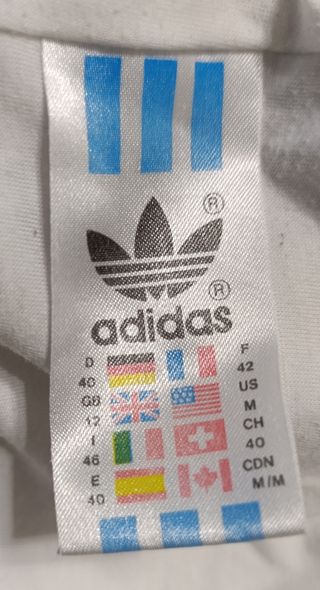 ®
®
adidas
D F
40 42
GB US
12 M
I CH
46 40
E CDN
40 M/M